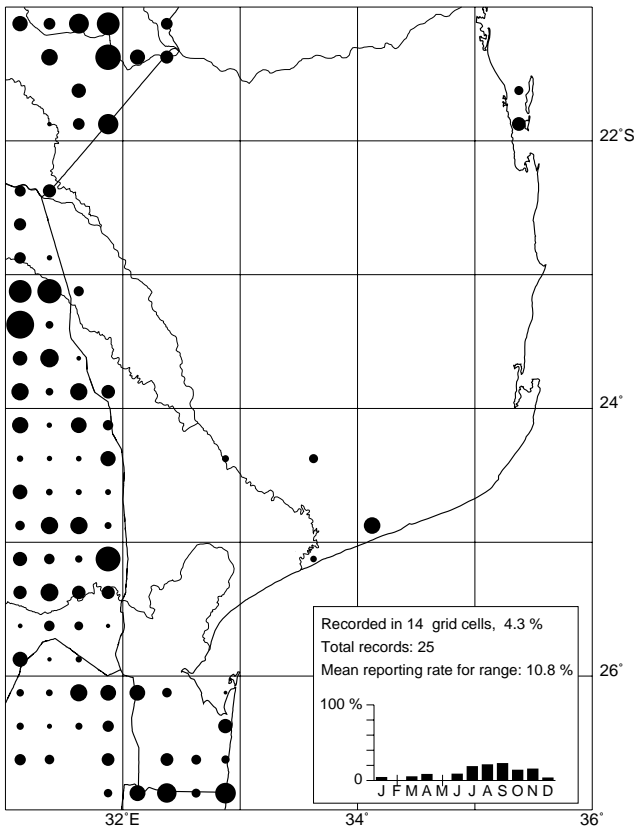 22°S
24°
Recorded in 14 grid cells, 4.3 %
Total records: 25
Mean reporting rate for range: 10.8 %
26°
100 %
0
J F M A M J J A S O N D
32°E 34° 36°